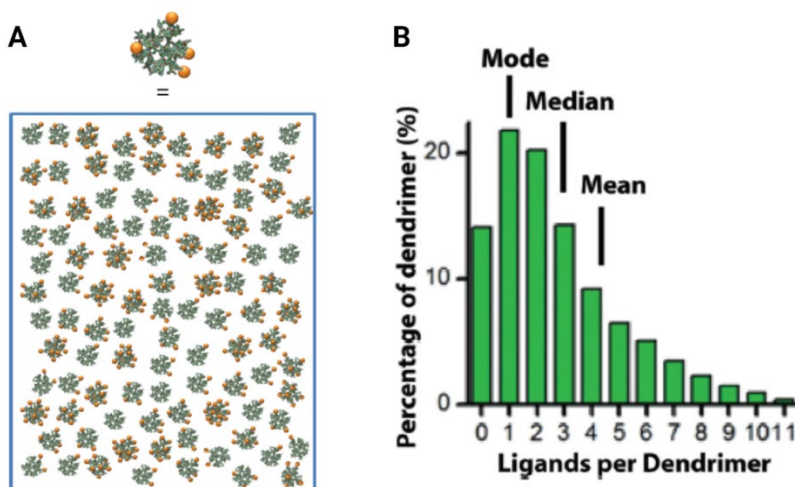 A
=
B
Mode
Median
Mean
Percentage of dendrimer (%)
20
10
0
0 1 2 3 4 5 6 7 8 9 10 11
Ligands per Dendrimer